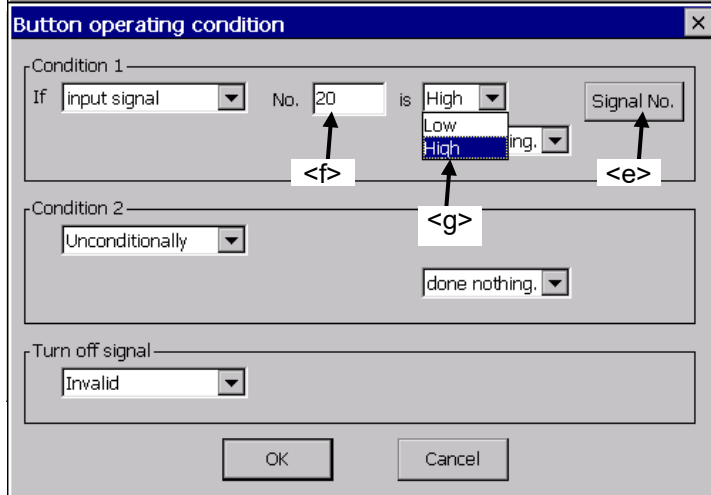 Button operating condition
Condition 1
If input signal No. 20 is High Signal No.
Low
High ing.
<f> <e>
<g>
Condition 2
Unconditionally
done nothing.
Turn off signal
Invalid
OK Cancel